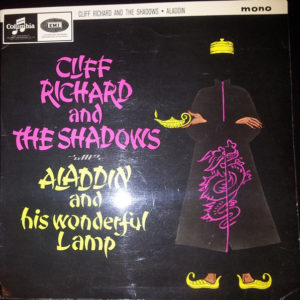 Columbia
EMI
CLIFF RICHARD AND THE SHADOWS • ALADDIN
mono
CLIFF
RICHARD
and
THE SHADOWS
ALADDIN
and
his wonderful
Lamp